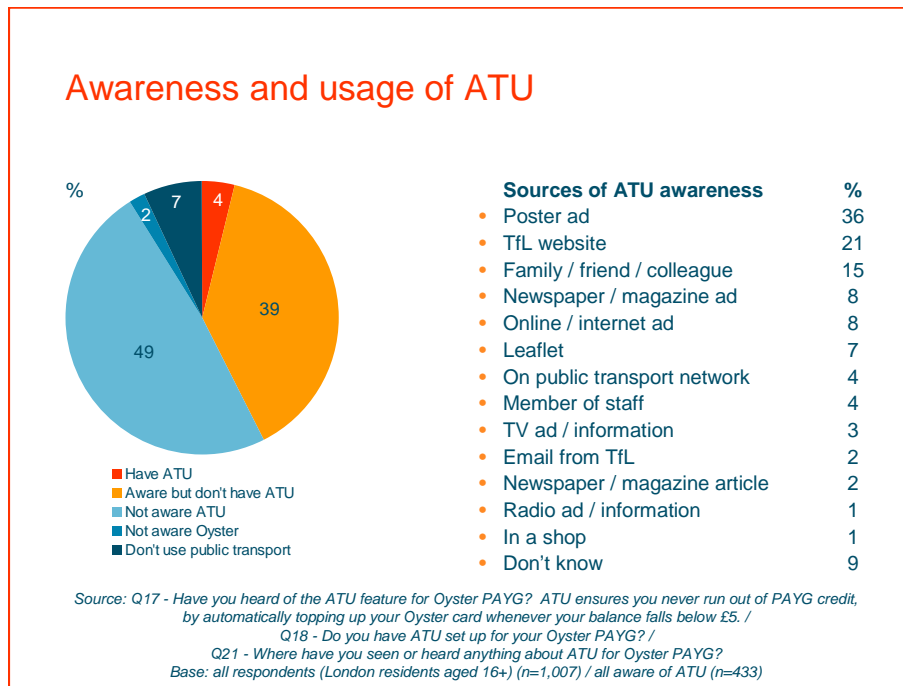 Awareness and usage of ATU
%
4
39
49
2
7
Have ATU
Aware but don't have ATU
Not aware ATU
Not aware Oyster
Don't use public transport
Sources of ATU awareness %
• Poster ad 36
• TfL website 21
• Family / friend / colleague 15
• Newspaper / magazine ad 8
• Online / internet ad 8
• Leaflet 7
• On public transport network 4
• Member of staff 4
• TV ad / information 3
• Email from TfL 2
• Newspaper / magazine article 2
• Radio ad / information 1
• In a shop 1
• Don’t know 9
Source: Q17 - Have you heard of the ATU feature for Oyster PAYG?  ATU ensures you never run out of PAYG credit,
by automatically topping up your Oyster card whenever your balance falls below £5. /
Q18 - Do you have ATU set up for your Oyster PAYG? /
Q21 - Where have you seen or heard anything about ATU for Oyster PAYG?
Base: all respondents (London residents aged 16+) (n=1,007) / all aware of ATU (n=433)